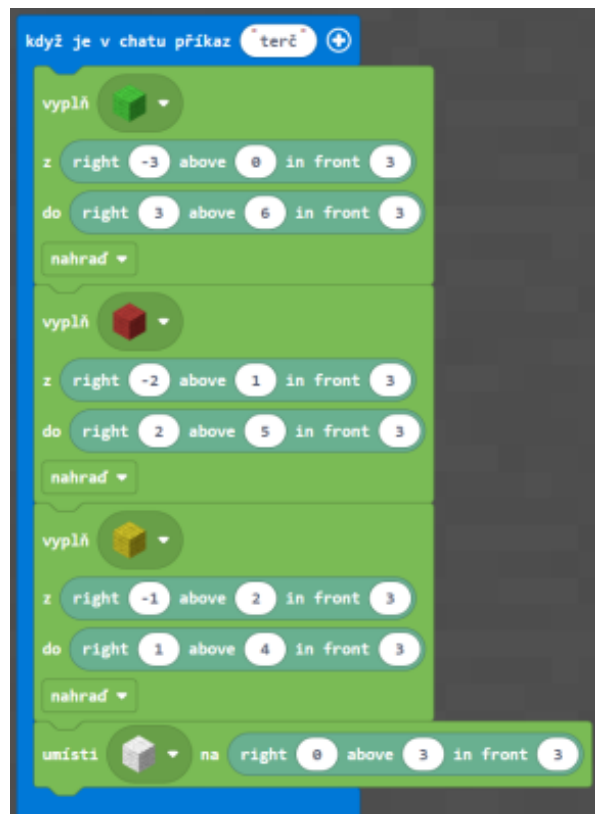 když je v chatu příkaz "terč"
vyplň
z right -3 above 0 in front 3
do right 3 above 6 in front 3
nahraď
vyplň
z right -2 above 1 in front 3
do right 2 above 5 in front 3
nahraď
vyplň
z right -1 above 2 in front 3
do right 1 above 4 in front 3
nahraď
umísti na right 0 above 3 in front 3